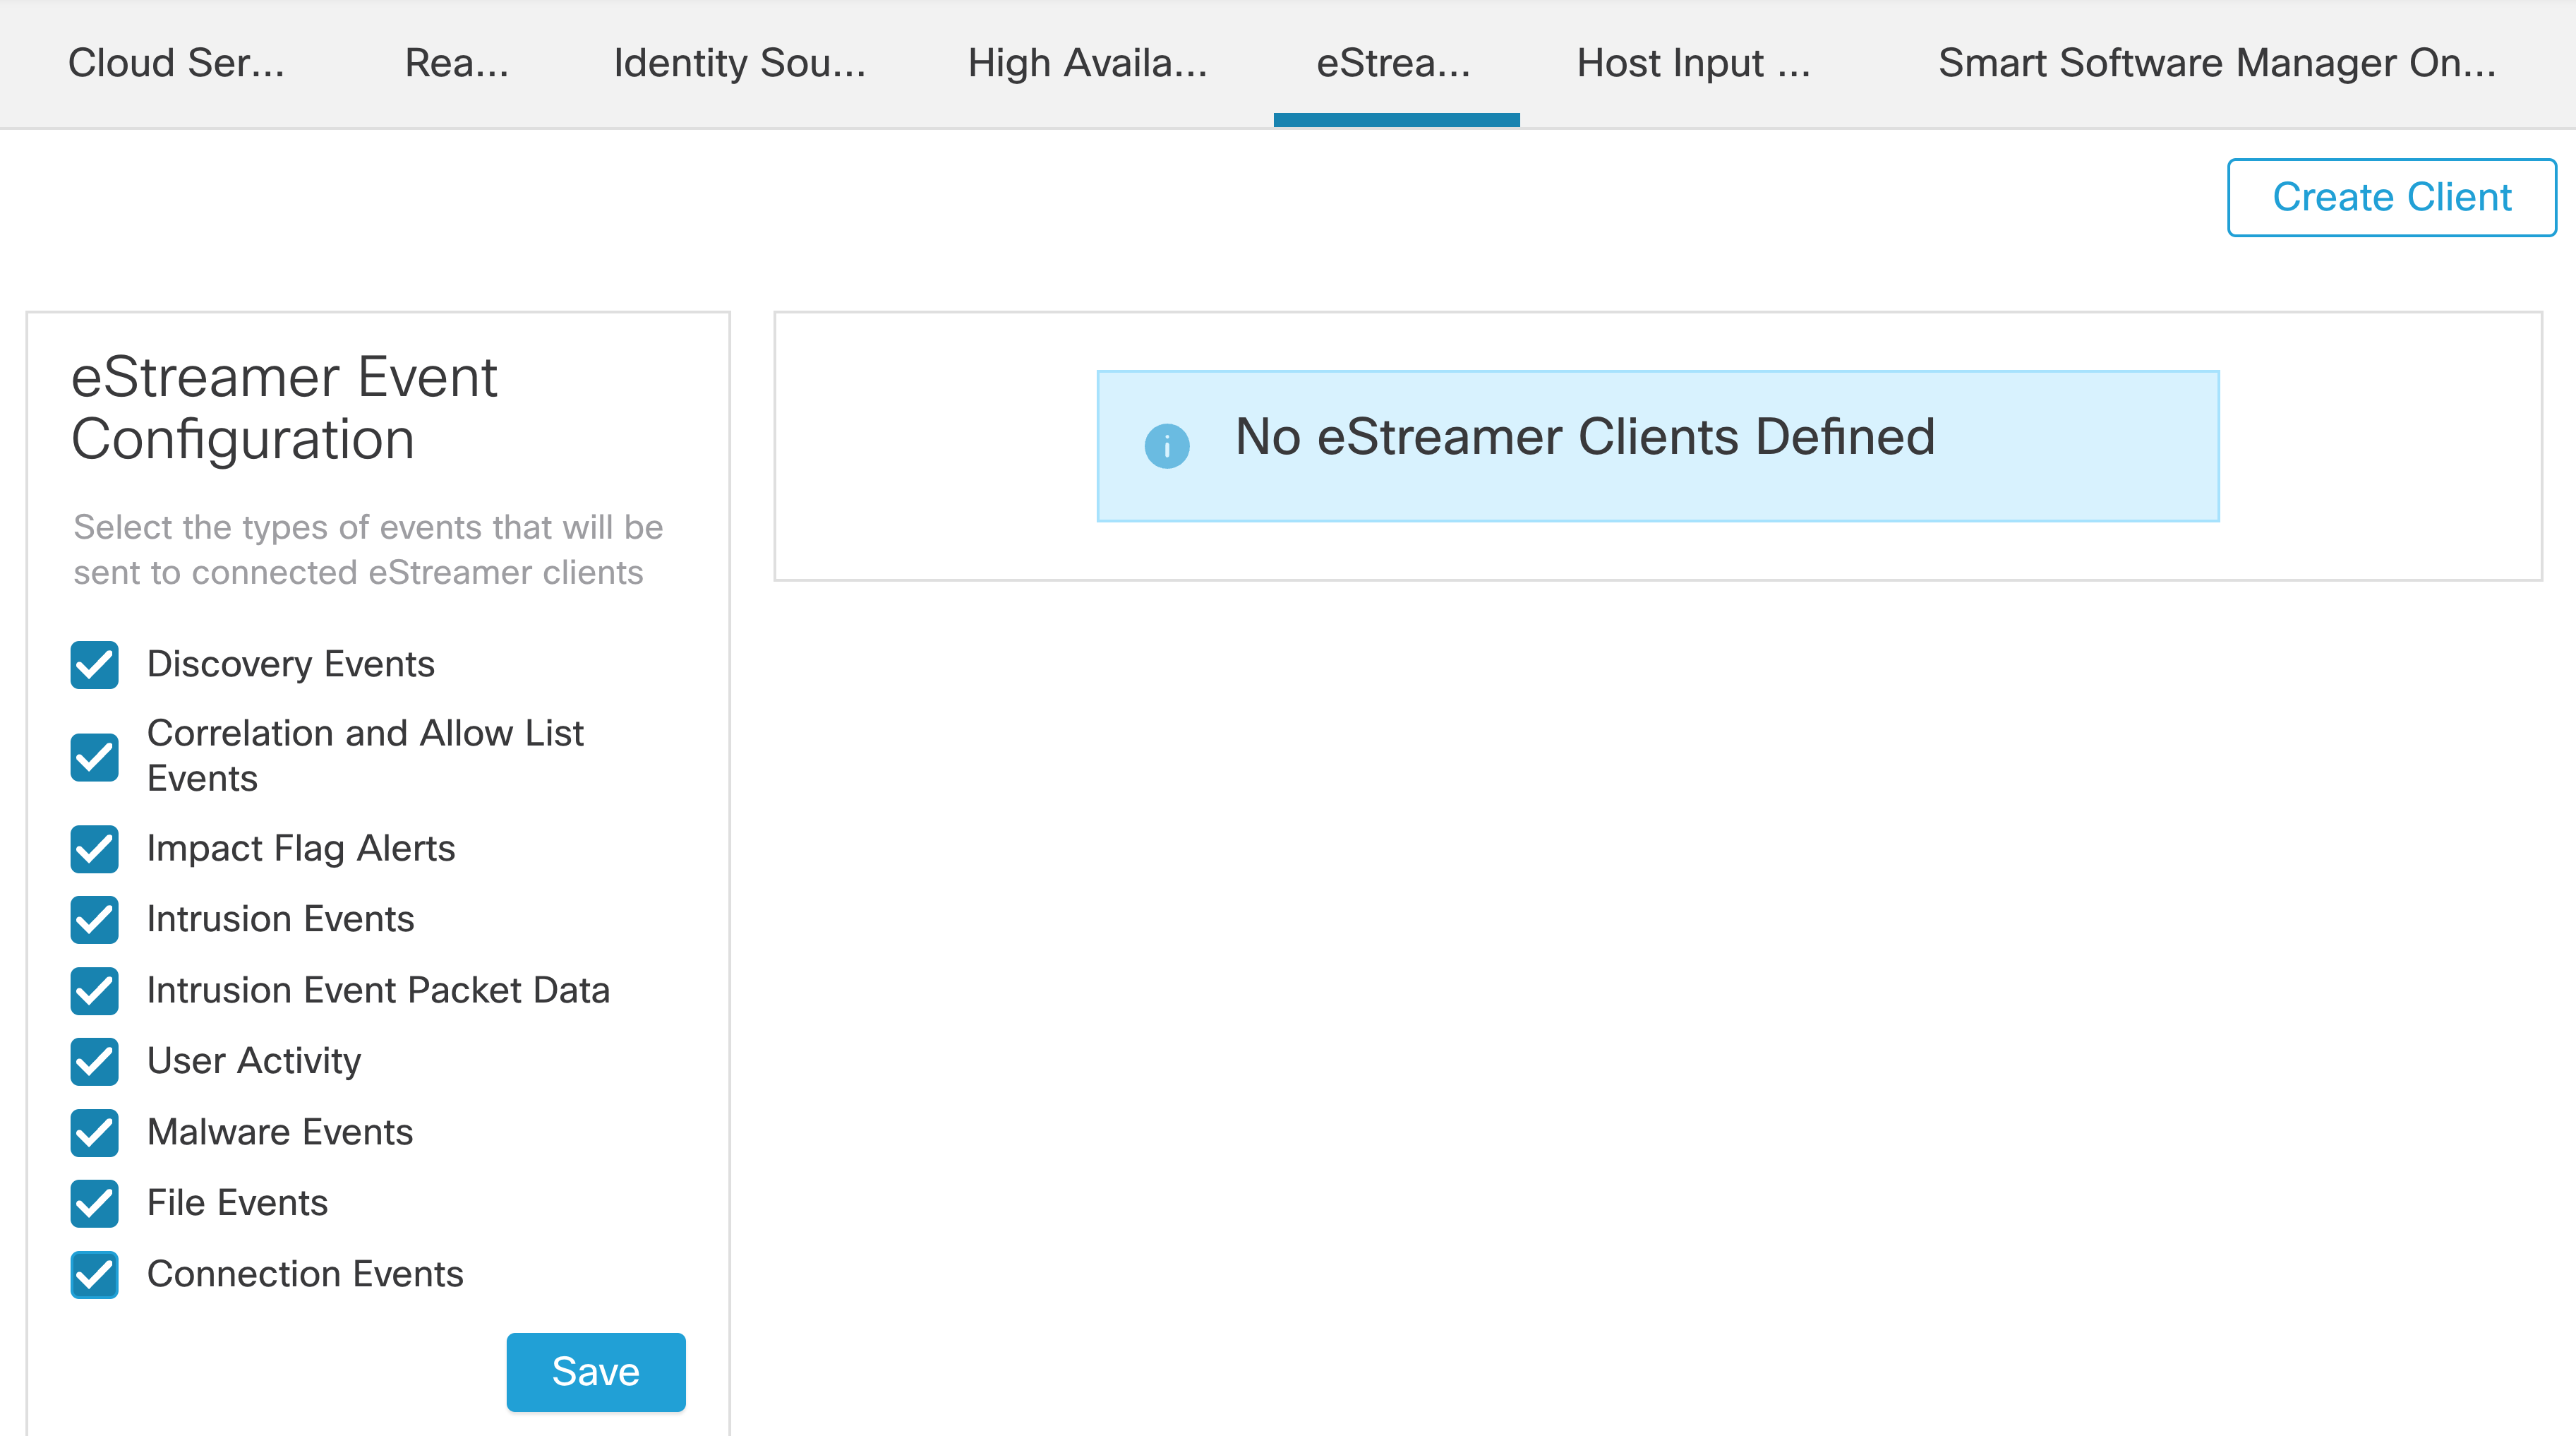 Cloud Ser...
Rea...
Identity Sou...
High Availa...
eStrea...
Host Input ...
Smart Software Manager On...
Create Client
eStreamer Event
Configuration
Select the types of events that will be
sent to connected eStreamer clients
Discovery Events
Correlation and Allow List
Events
Impact Flag Alerts
Intrusion Events
Intrusion Event Packet Data
User Activity
Malware Events
File Events
Connection Events
Save
No eStreamer Clients Defined